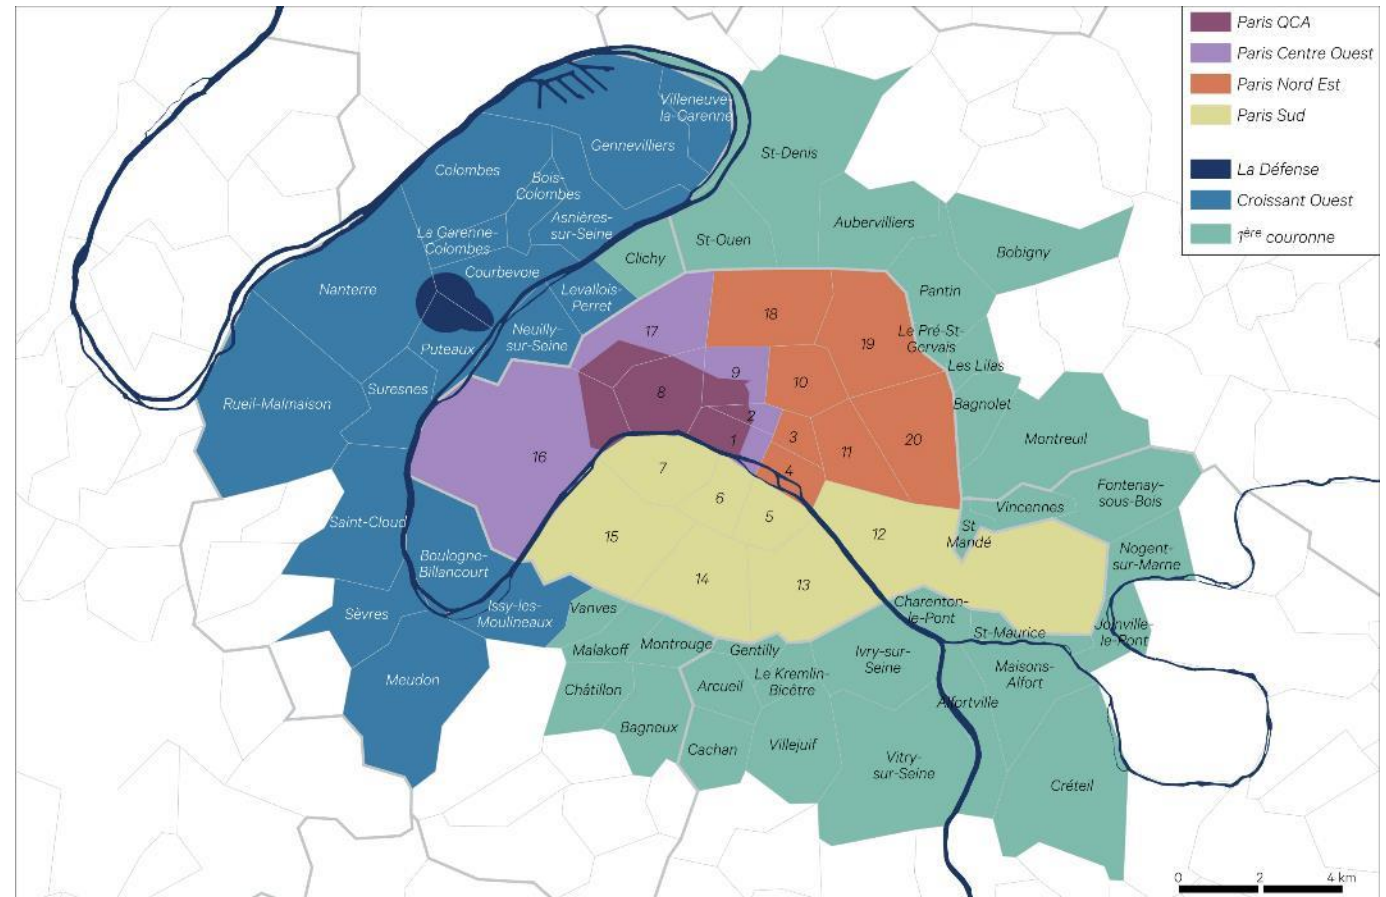 Paris QCA
Paris Centre Ouest
Paris Nord Est
Paris Sud
La Défense
Croissant Ouest
1ère couronne
Villeneuve-
la-Garenne
Gennevilliers
Colombes
Bois-
Colombes
Asnières-
sur-Seine
La Garenne-
Colombes
Courbevoie
Levallois-
Perret
Nanterre
Neuilly-
sur-Seine
Puteaux
Suresnes
Rueil-Malmaison
Saint-Cloud
Boulogne-
Billancourt
Sèvres
Issy-les-
Moulineaux
Meudon
St-Denis
Aubervilliers
St-Ouen
Clichy
Bobigny
Pantin
Le Pré-St-
Gervais
Les Lilas
Bagnolet
Montreuil
Fontenay-
sous-Bois
Vincennes
St
Mandé
Nogent-
sur-Marne
Charenton-
le-Pont
St-Maurice
Joinville-
le-Pont
Maisons-
Alfort
Alfortville
Créteil
Ivry-sur-
Seine
Vitry-
sur-Seine
Le Kremlin-
Bicêtre
Villejuif
Gentilly
Arcueil
Cachan
Montrouge
Bagneux
Vanves
Malakoff
Châtillon
17
18
19
9
10
8
2
3
1
4
11
20
16
7
6
5
12
15
14
13
0 2 4 km